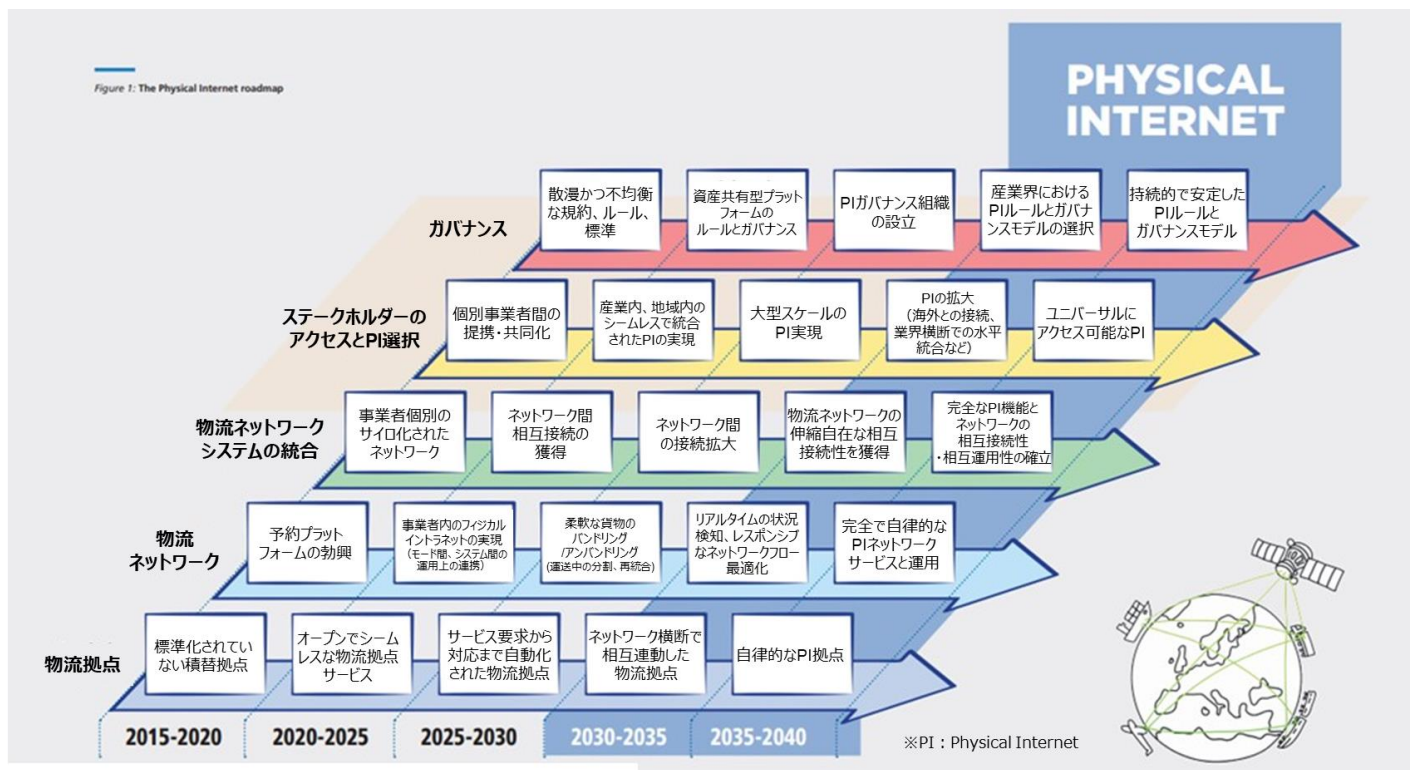 Figure 1: The Physical Internet roadmap
PHYSICAL
INTERNET
ガバナンス
散漫かつ不均衡
な規約、ルール、
標準
資産共有型プラット
フォームの
ルールとガバナンス
PIガバナンス組織
の設立
産業界における
PIルールとガバナ
ンスモデルの選択
持続的で安定した
PIルールと
ガバナンスモデル
ステークホルダーの
アクセスとPI選択
個別事業者間の
提携・共同化
産業内、地域内の
シームレスで統合
されたPIの実現
大型スケールの
PI実現
PIの拡大
（海外との接続、
業界横断での水平
統合など）
ユニバーサルに
アクセス可能なPI
物流ネットワーク
システムの統合
事業者個別の
サイロ化された
ネットワーク
ネットワーク間
相互接続の
獲得
ネットワーク間
の接続拡大
物流ネットワークの
伸縮自在な相互
接続性を獲得
完全なPI機能と
ネットワークの
相互接続性
・相互運用性の確立
物流
ネットワーク
予約プラット
フォームの勃興
事業者内のフィジカル
イントラネットの実現
（モード間、システム間の
運用上の連携）
柔軟な貨物の
バンドリング
/アンバンドリング
(運送中の分割、再統合)
リアルタイムの状況
検知、レスポンシブ
なネットワークフロー
最適化
完全で自律的な
PIネットワーク
サービスと運用
物流拠点
標準化されてい
ない積替拠点
オープンでシーム
レスな物流拠点
サービス
サービス要求から
対応まで自動化
された物流拠点
ネットワーク横断で
相互連動した
物流拠点
自律的なPI拠点
2015-2020
2020-2025
2025-2030
2030-2035
2035-2040
※PI：Physical Internet